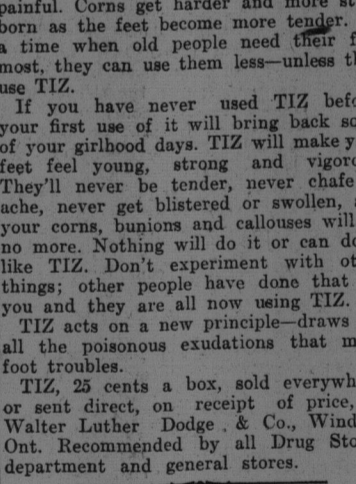 painful. Corns get harder and more st
born as the feet become more tender.
a time when old people need their f
most, they can use them less—unless th
use TIZ.
If you have never used TIZ befo
your first use of it will bring back so
of your girlhood days. TIZ will make y
feet feel young, strong and vigoro
They'll never be tender, never chafe
ache, never get blistered or swollen,
your corns, bunions and callouses will
no more. Nothing will do it or can do
like TIZ. Don't experiment with ot
things; other people have done that
you and they are all now using TIZ.
TIZ acts on a new principle—draws
all the poisonous exudations that m
foot troubles.
TIZ, 25 cents a box, sold everywh
or sent direct, on receipt of price,
Walter Luther Dodge & Co., Wind
Ont. Recommended by all Drug Sto
department and general stores.